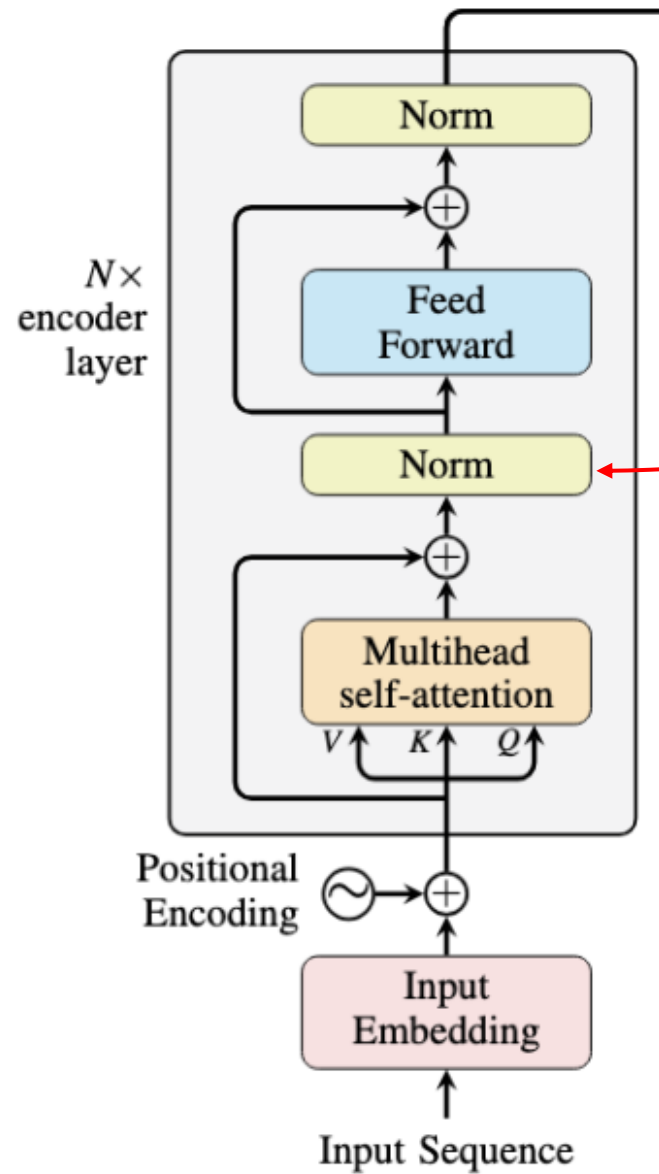 Norm
Feed
Forward
N×
encoder
layer
Norm
Multihead
self-attention
V K Q
Positional
Encoding
Input
Embedding
Input Sequence